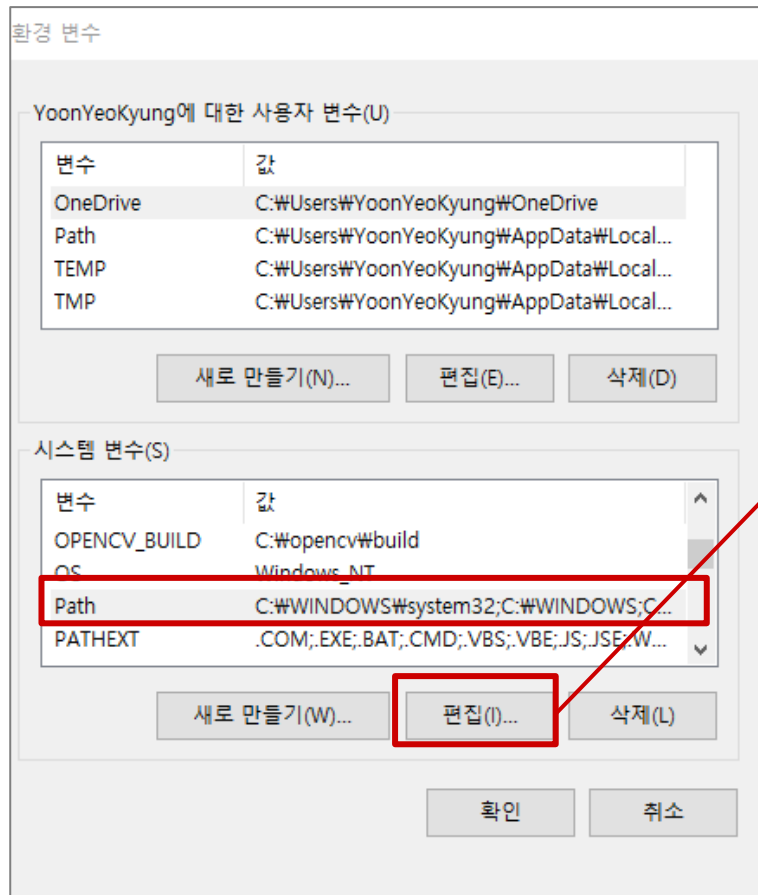 환경 변수
YoonYeoKyung에 대한 사용자 변수(U)
변수 값
OneDrive C:₩Users₩YoonYeoKyung₩OneDrive
Path C:₩Users₩YoonYeoKyung₩AppData₩Local...
TEMP C:₩Users₩YoonYeoKyung₩AppData₩Local...
TMP C:₩Users₩YoonYeoKyung₩AppData₩Local...
새로 만들기(N)... 편집(E)... 삭제(D)
시스템 변수(S)
변수 값
OPENCV_BUILD C:₩opencv₩build
OS Windows_NT
Path C:₩WINDOWS₩system32;C:₩WINDOWS;C...
PATHEXT .COM;.EXE;.BAT;.CMD;.VBS;.VBE;.JS;.JSE;.W...
새로 만들기(W)... 편집(I)... 삭제(L)
확인 취소